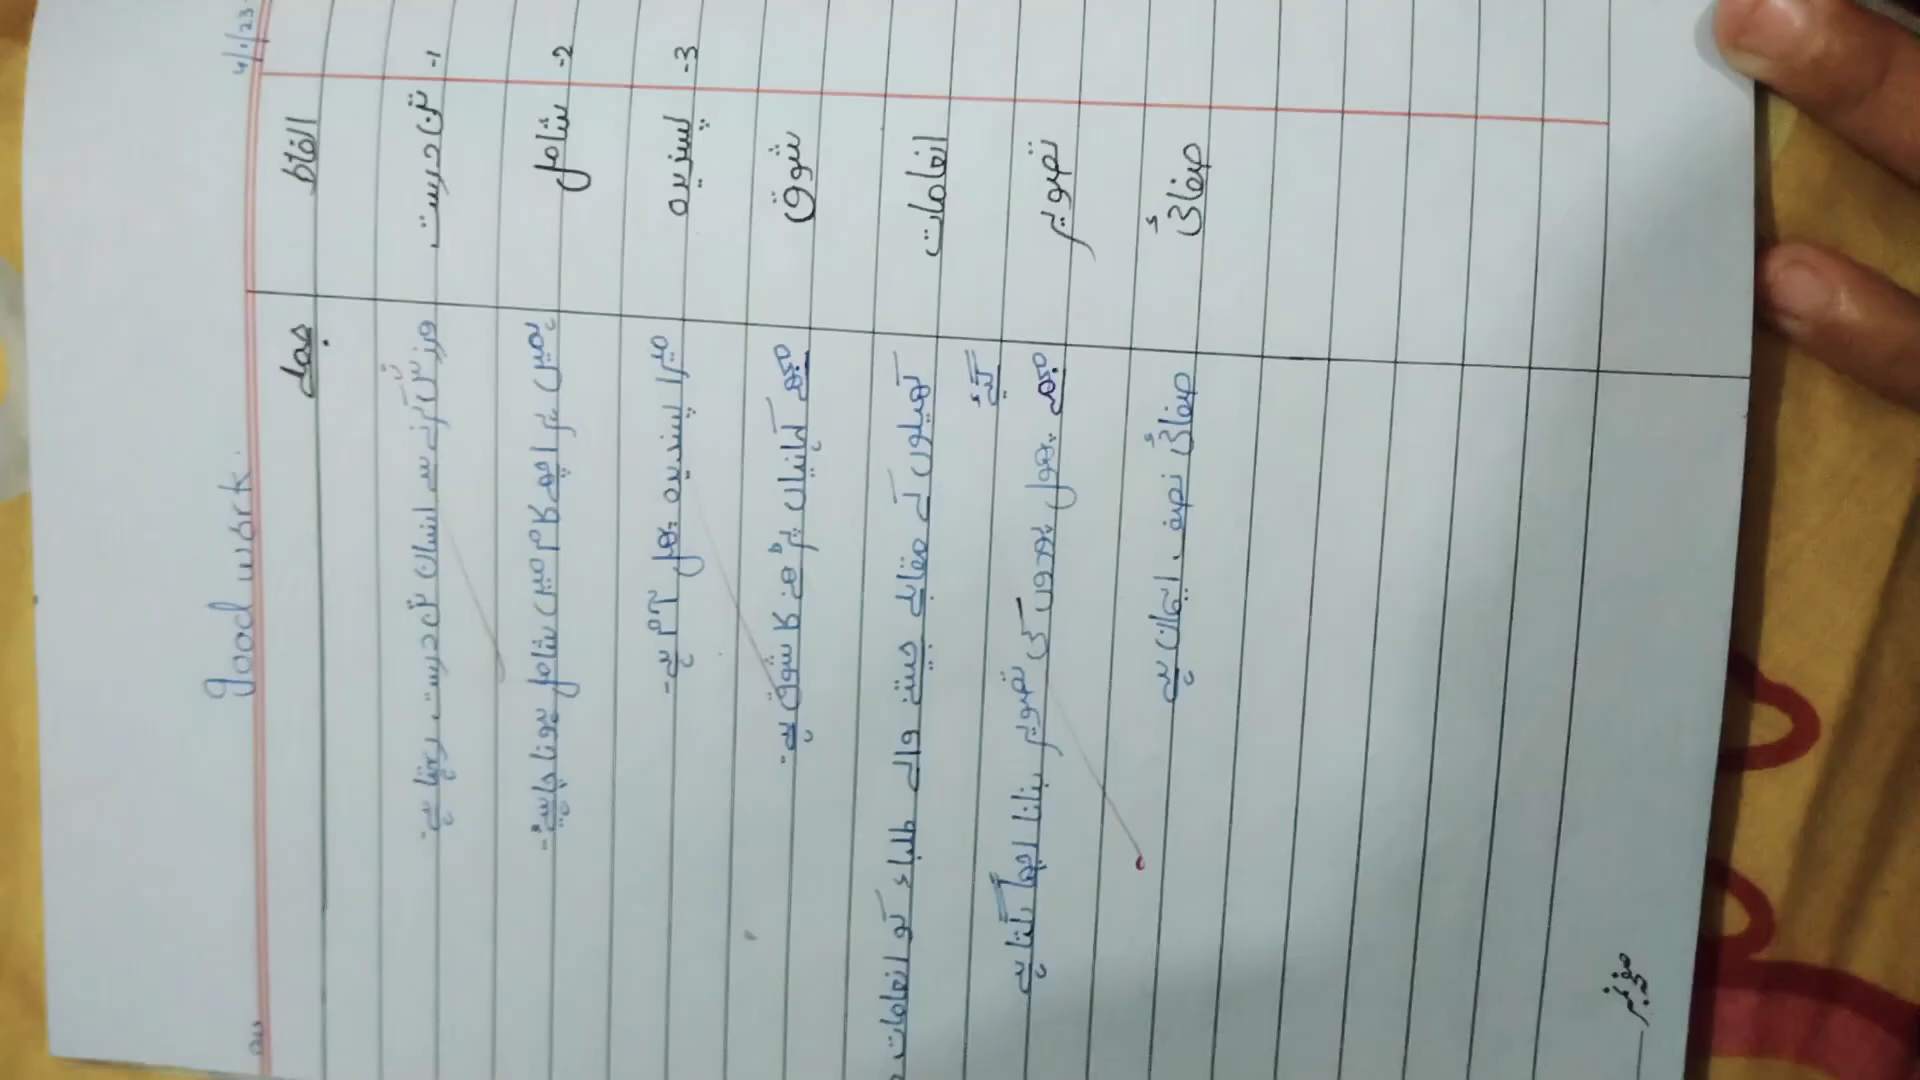 4/1/23
good work.
الفاظ جملے
1- تن درست ورزش کرنے سے انسان تن درست رہتا ہے۔
2- شامل ہمیں ہر اچھے کام میں شامل ہونا چاہیئے۔
3- پسندیدہ میرا پسندیدہ پھل آم ہے۔
شوق مجھے کہانیاں پڑھنے کا شوق ہے۔
انعامات کھیلوں کے مقابلے جیتنے والے طلباء کو انعامات
گئے
تصویر مجھے پھول پودوں کی تصویر بنانا اچھا لگتا ہے
صفائی صفائی نصف ایمان ہے
صفحہ نمبر